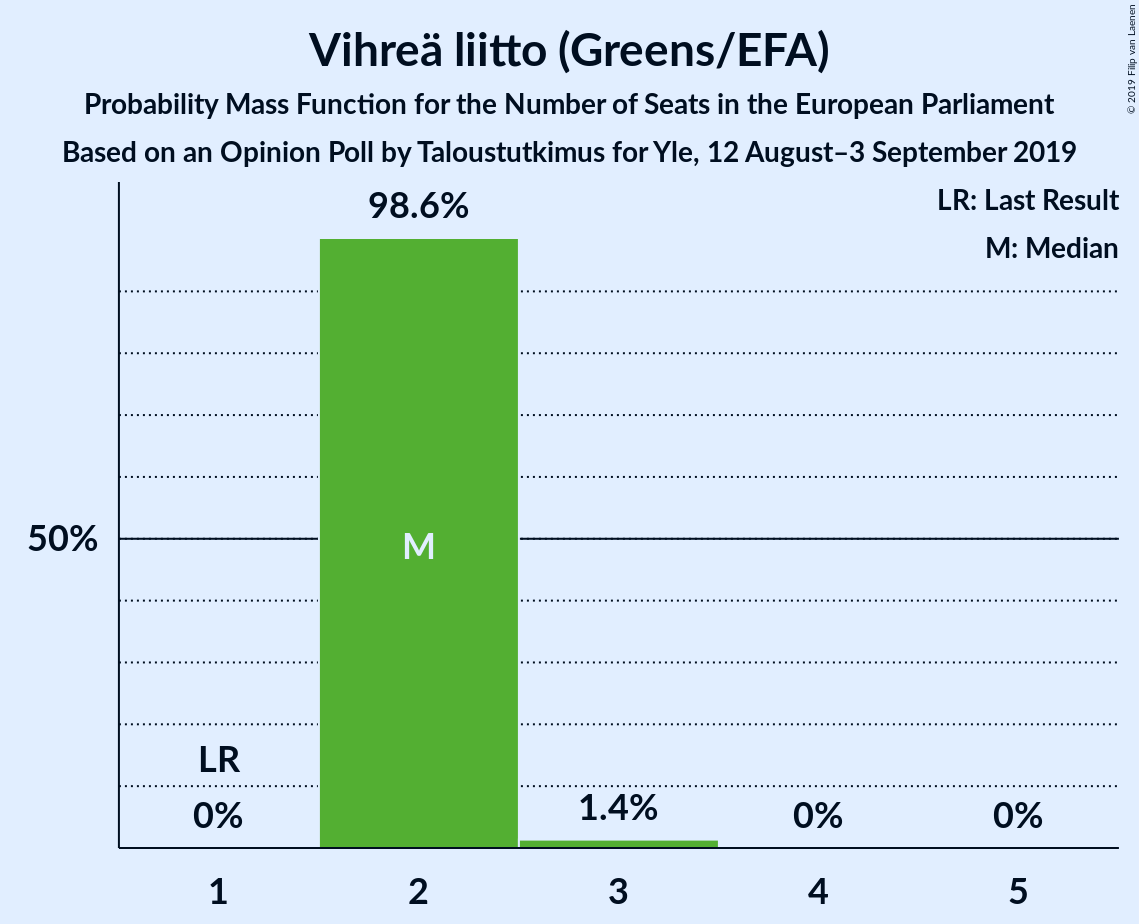 Vihreä liitto (Greens/EFA)
Probability Mass Function for the Number of Seats in the European Parliament
Based on an Opinion Poll by Taloustutkimus for Yle, 12 August–3 September 2019
© 2019 Filip van Laenen
LR: Last Result
M: Median
98.6%
50%
M
LR
0%
1.4%
0%
0%
1
2
3
4
5